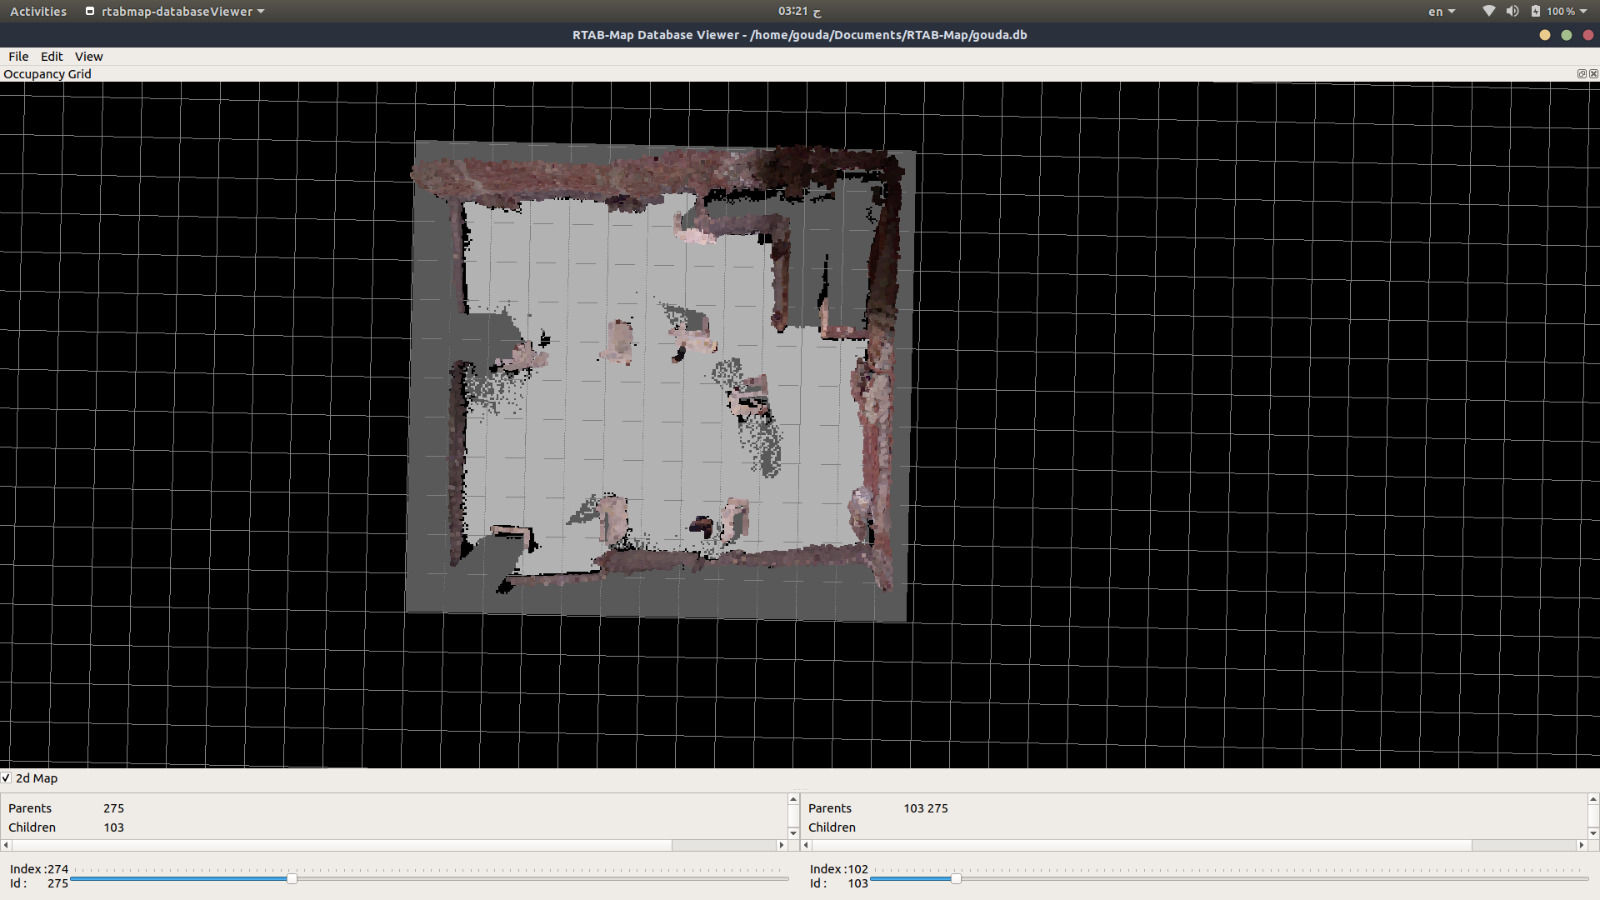 Activities rtabmap-databaseViewer 03:21 ح en 100 %
RTAB-Map Database Viewer - /home/gouda/Documents/RTAB-Map/gouda.db
File Edit View
Occupancy Grid
2d Map
Parents 275 Parents 103 275
Children 103 Children
Index :274 Index :102
Id : 275 Id : 103